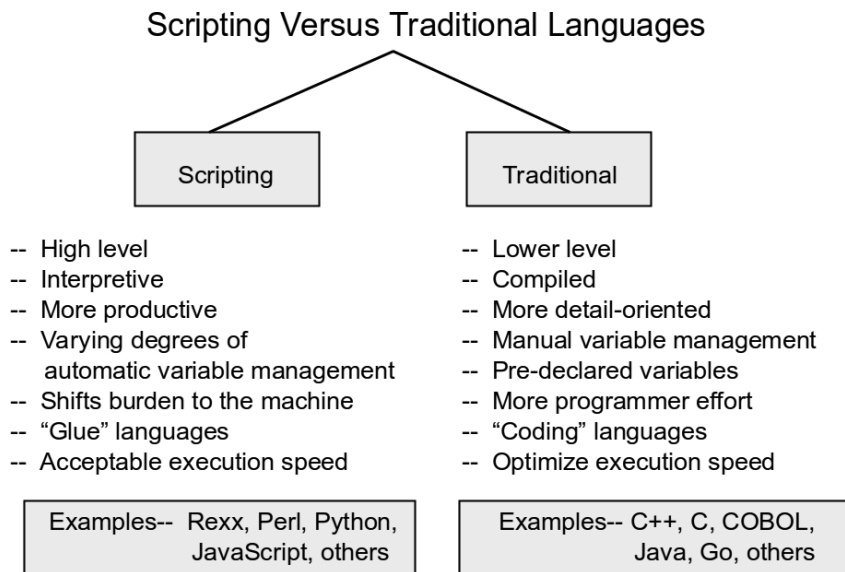 Scripting Versus Traditional Languages
Scripting
-- High level
-- Interpretive
-- More productive
-- Varying degrees of
automatic variable management
-- Shifts burden to the machine
-- “Glue” languages
-- Acceptable execution speed
Examples-- Rexx, Perl, Python,
JavaScript, others
Traditional
-- Lower level
-- Compiled
-- More detail-oriented
-- Manual variable management
-- Pre-declared variables
-- More programmer effort
-- “Coding” languages
-- Optimize execution speed
Examples-- C++, C, COBOL,
Java, Go, others